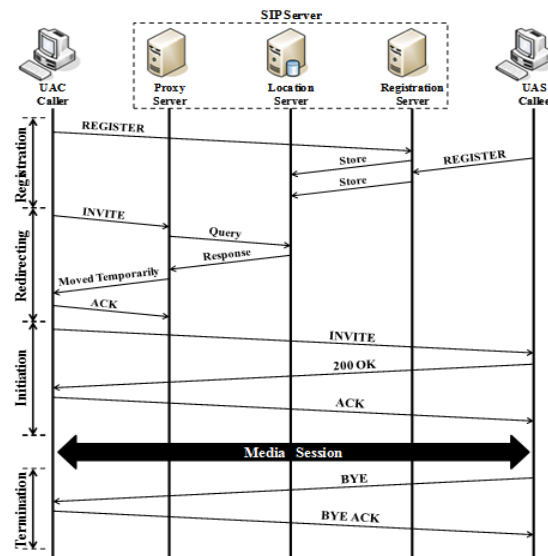 SIP Server
UAC
Caller
Proxy
Server
Location
Server
Registration
Server
UAS
Callee
Registration
REGISTER
Store
REGISTER
Store
Redirecting
INVITE
Query
Response
Moved Temporarily
ACK
Initiation
INVITE
200 OK
ACK
Media Session
Termination
BYE
BYE ACK